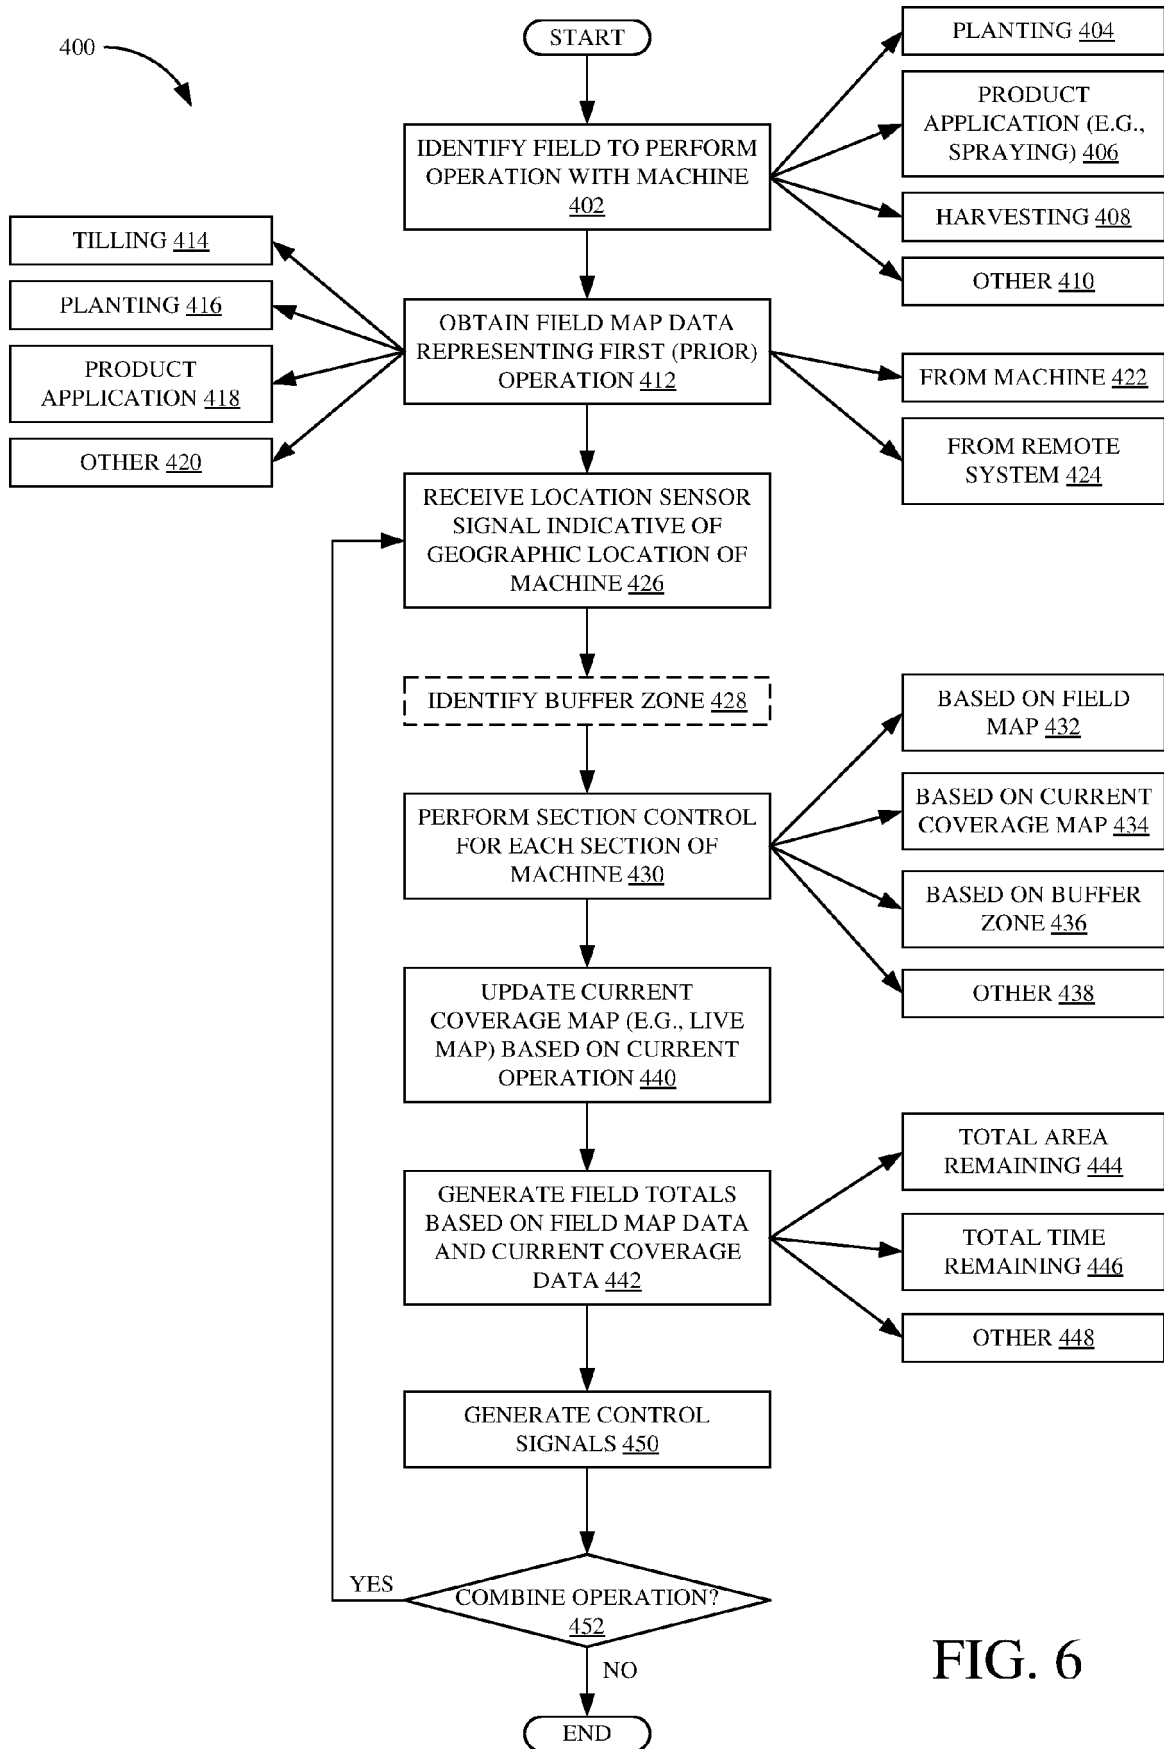 400
START
IDENTIFY FIELD TO PERFORM
OPERATION WITH MACHINE
402
PLANTING 404
PRODUCT
APPLICATION (E.G.,
SPRAYING) 406
HARVESTING 408
OTHER 410
TILLING 414
PLANTING 416
PRODUCT
APPLICATION 418
OTHER 420
OBTAIN FIELD MAP DATA
REPRESENTING FIRST (PRIOR)
OPERATION 412
FROM MACHINE 422
FROM REMOTE
SYSTEM 424
RECEIVE LOCATION SENSOR
SIGNAL INDICATIVE OF
GEOGRAPHIC LOCATION OF
MACHINE 426
IDENTIFY BUFFER ZONE 428
PERFORM SECTION CONTROL
FOR EACH SECTION OF
MACHINE 430
BASED ON FIELD
MAP 432
BASED ON CURRENT
COVERAGE MAP 434
BASED ON BUFFER
ZONE 436
OTHER 438
UPDATE CURRENT
COVERAGE MAP (E.G., LIVE
MAP) BASED ON CURRENT
OPERATION 440
GENERATE FIELD TOTALS
BASED ON FIELD MAP DATA
AND CURRENT COVERAGE
DATA 442
TOTAL AREA
REMAINING 444
TOTAL TIME
REMAINING 446
OTHER 448
GENERATE CONTROL
SIGNALS 450
COMBINE OPERATION?
452
YES
NO
END
FIG. 6